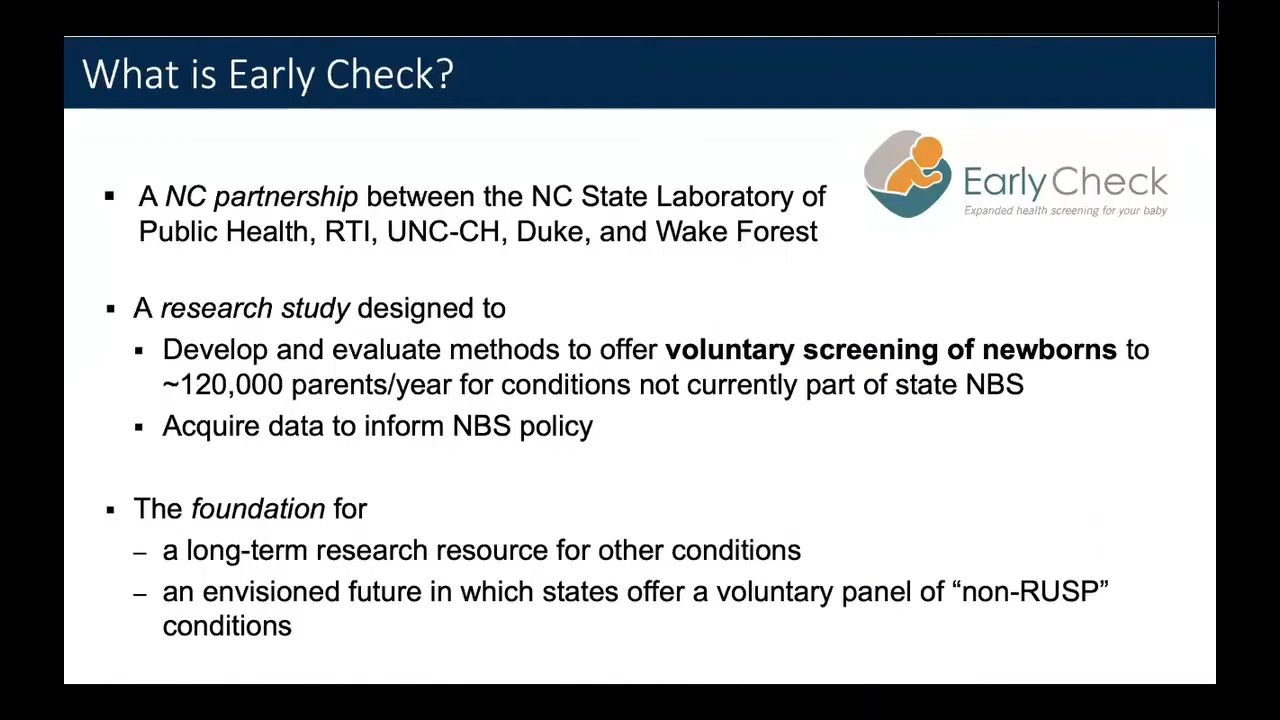 What is Early Check?
Early Check
Expanded health screening for your baby
▪ A NC partnership between the NC State Laboratory of
Public Health, RTI, UNC-CH, Duke, and Wake Forest
▪ A research study designed to
▪ Develop and evaluate methods to offer voluntary screening of newborns to
~120,000 parents/year for conditions not currently part of state NBS
▪ Acquire data to inform NBS policy
▪ The foundation for
– a long-term research resource for other conditions
– an envisioned future in which states offer a voluntary panel of “non-RUSP”
conditions